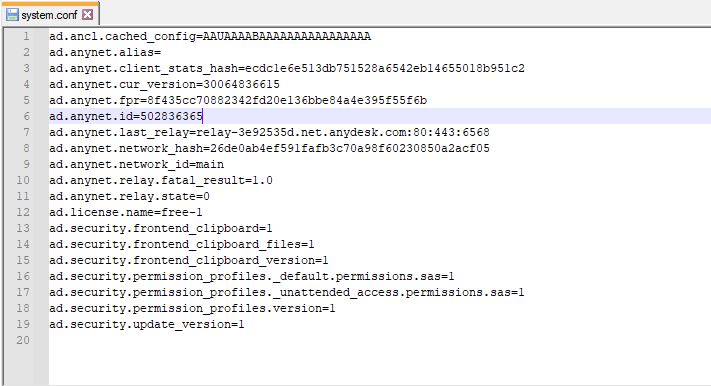 system.conf
1 ad.ancl.cached_config=AAUAAAABAAAAAAAAAAAAAAAAA
2 ad.anynet.alias=
3 ad.anynet.client_stats_hash=ecdc1e6e513db751528a6542eb14655018b951c2
4 ad.anynet.cur_version=30064836615
5 ad.anynet.fpr=8f435cc70882342fd20e136bbe84a4e395f55f6b
6 ad.anynet.id=502836365
7 ad.anynet.last_relay=relay-3e92535d.net.anydesk.com:80:443:6568
8 ad.anynet.network_hash=26de0ab4ef591fafb3c70a98f60230850a2acf05
9 ad.anynet.network_id=main
10 ad.anynet.relay.fatal_result=1.0
11 ad.anynet.relay.state=0
12 ad.license.name=free-1
13 ad.security.frontend_clipboard=1
14 ad.security.frontend_clipboard_files=1
15 ad.security.frontend_clipboard_version=1
16 ad.security.permission_profiles._default.permissions.sas=1
17 ad.security.permission_profiles._unattended_access.permissions.sas=1
18 ad.security.permission_profiles.version=1
19 ad.security.update_version=1
20